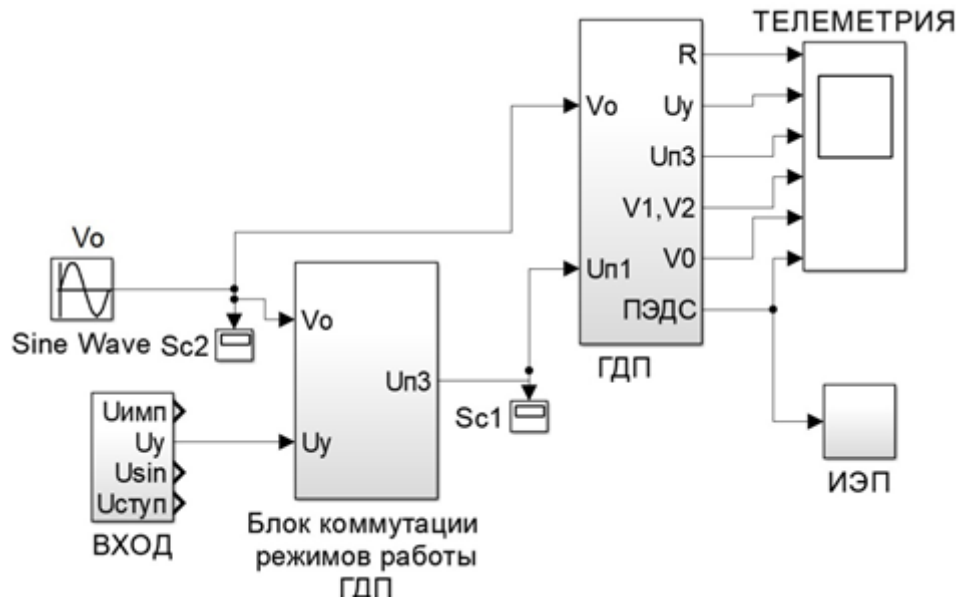 ТЕЛЕМЕТРИЯ
R
Vo
Uy
Uп3
V1,V2
V0
Uп1
ПЭДС
ГДП
Vo
Sine Wave
Sc2
Vo
Uп3
Uy
Sc1
Uимп
Uy
Usin
Uступ
ВХОД
Блок коммутации
режимов работы
ГДП
ИЭП